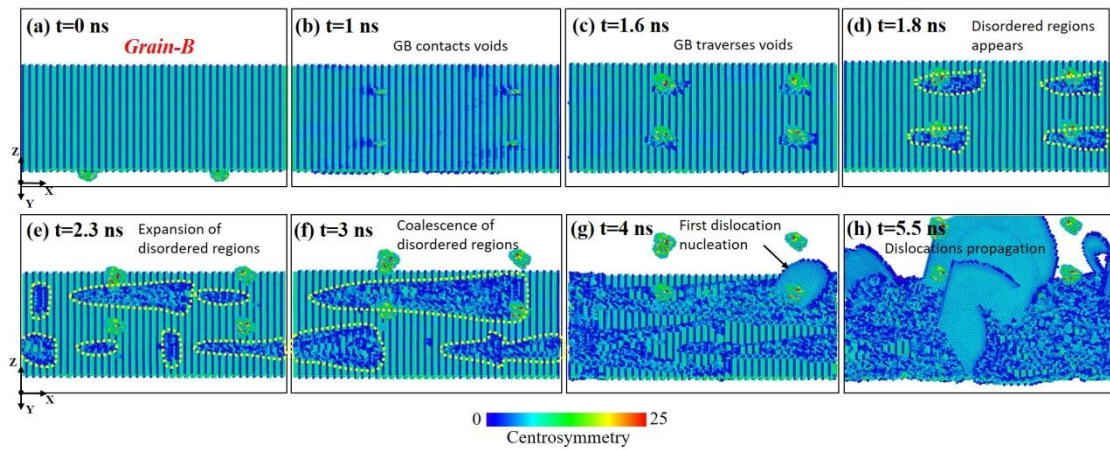 (a) t=0 ns
Grain-B
(b) t=1 ns
GB contacts voids
(c) t=1.6 ns
GB traverses voids
(d) t=1.8 ns
Disordered regions
appears
Z
X
Y
(e) t=2.3 ns
Expansion of
disordered regions
(f) t=3 ns
Coalescence of
disordered regions
(g) t=4 ns
First dislocation
nucleation
(h) t=5.5 ns
Dislocations propagation
Z
X
Y
0
25
Centrosymmetry